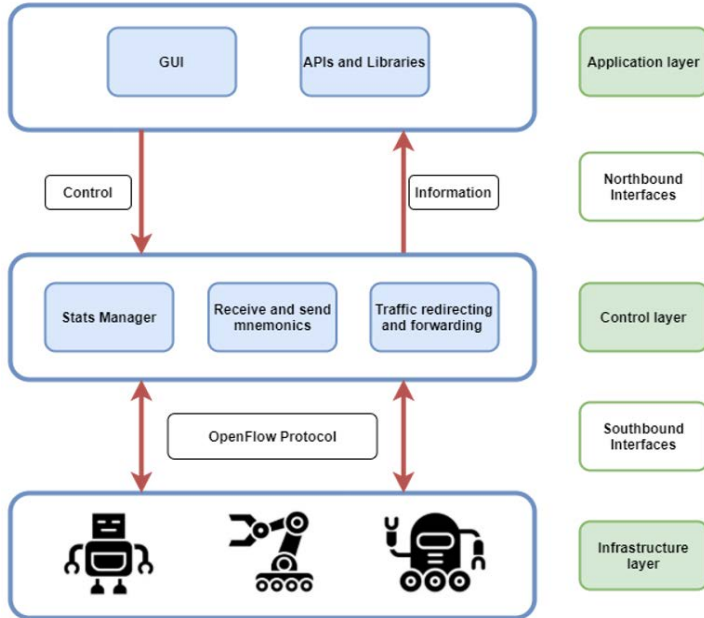 GUI
APIs and Libraries
Application layer
Control
Information
Northbound
Interfaces
Stats Manager
Receive and send
mnemonics
Traffic redirecting
and forwarding
Control layer
OpenFlow Protocol
Southbound
Interfaces
Infrastructure
layer